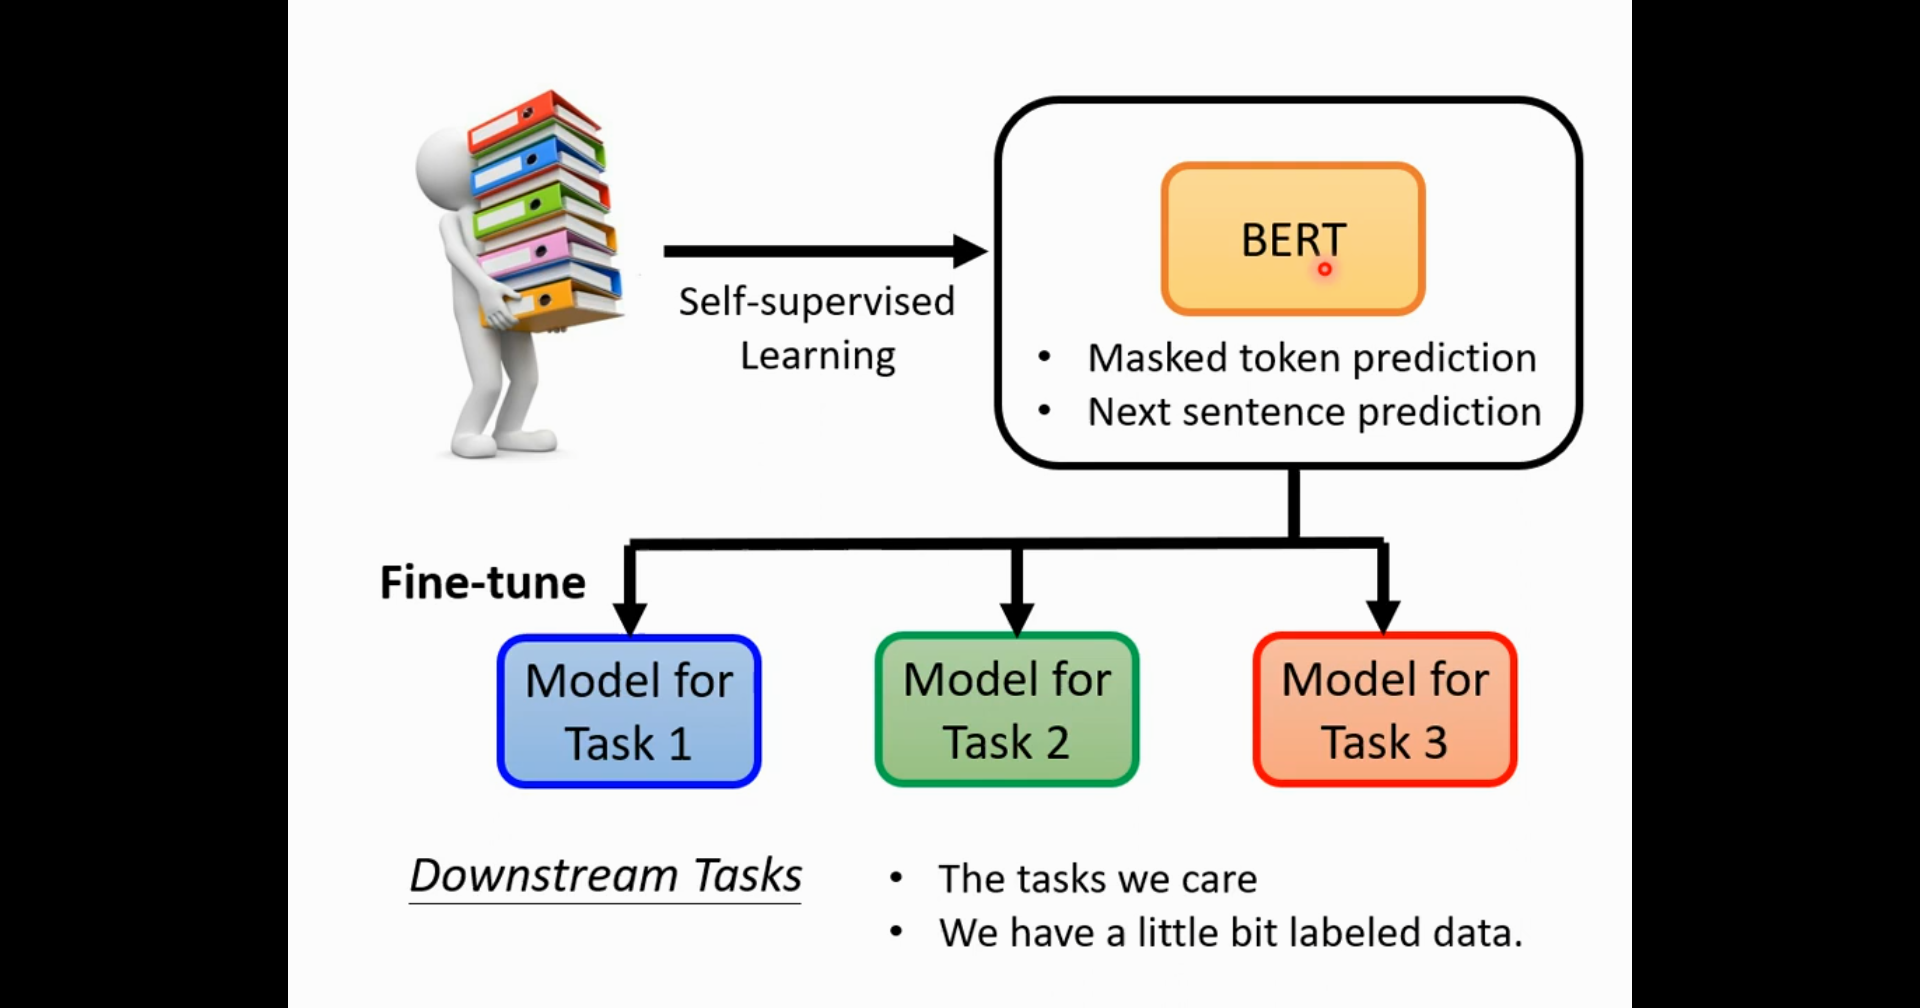 BERT
Self-supervised
Learning
• Masked token prediction
• Next sentence prediction
Fine-tune
Model for
Task 1
Model for
Task 2
Model for
Task 3
Downstream Tasks
• The tasks we care
• We have a little bit labeled data.